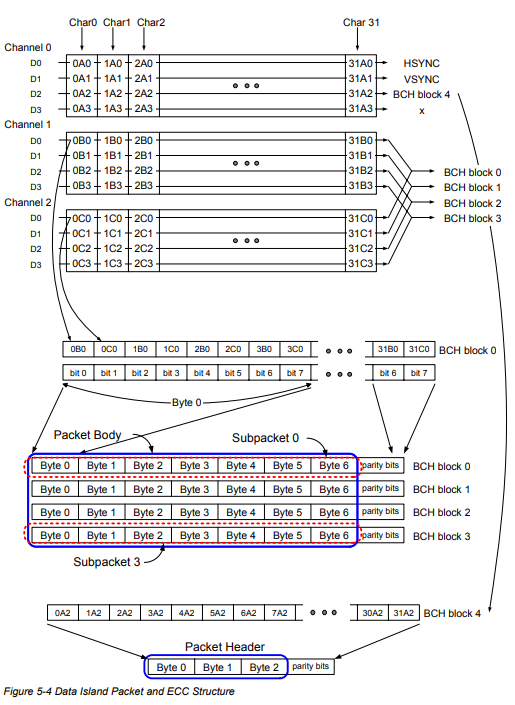 Char0 Char1 Char2 Char 31
Channel 0
D0 0A0 1A0 2A0 31A0 HSYNC
D1 0A1 1A1 2A1 31A1 VSYNC
D2 0A2 1A2 2A2 31A2 BCH block 4
D3 0A3 1A3 2A3 31A3 x
Channel 1
D0 0B0 1B0 2B0 31B0
D1 0B1 1B1 2B1 31B1
D2 0B2 1B2 2B2 31B2
D3 0B3 1B3 2B3 31B3
BCH block 0
BCH block 1
BCH block 2
BCH block 3
Channel 2
D0 0C0 1C0 2C0 31C0
D1 0C1 1C1 2C1 31C1
D2 0C2 1C2 2C2 31C2
D3 0C3 1C3 2C3 31C3
0B0 0C0 1B0 1C0 2B0 2C0 3B0 3C0 31B0 31C0 BCH block 0
bit 0 bit 1 bit 2 bit 3 bit 4 bit 5 bit 6 bit 7 bit 6 bit 7
Byte 0
Packet Body Subpacket 0
Byte 0 Byte 1 Byte 2 Byte 3 Byte 4 Byte 5 Byte 6 parity bits BCH block 0
Byte 0 Byte 1 Byte 2 Byte 3 Byte 4 Byte 5 Byte 6 parity bits BCH block 1
Byte 0 Byte 1 Byte 2 Byte 3 Byte 4 Byte 5 Byte 6 parity bits BCH block 2
Byte 0 Byte 1 Byte 2 Byte 3 Byte 4 Byte 5 Byte 6 parity bits BCH block 3
Subpacket 3
0A2 1A2 2A2 3A2 4A2 5A2 6A2 7A2 30A2 31A2 BCH block 4
Packet Header
Byte 0 Byte 1 Byte 2 parity bits
Figure 5-4 Data Island Packet and ECC Structure